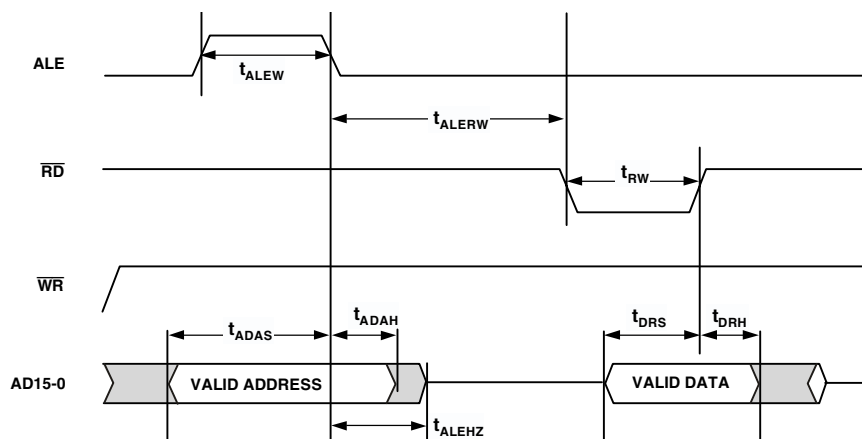 ALE
tALEW
tALERW
RD
tRW
WR
tADAS
tADAH
tDRS
tDRH
AD15-0
VALID ADDRESS
VALID DATA
tALEHZ